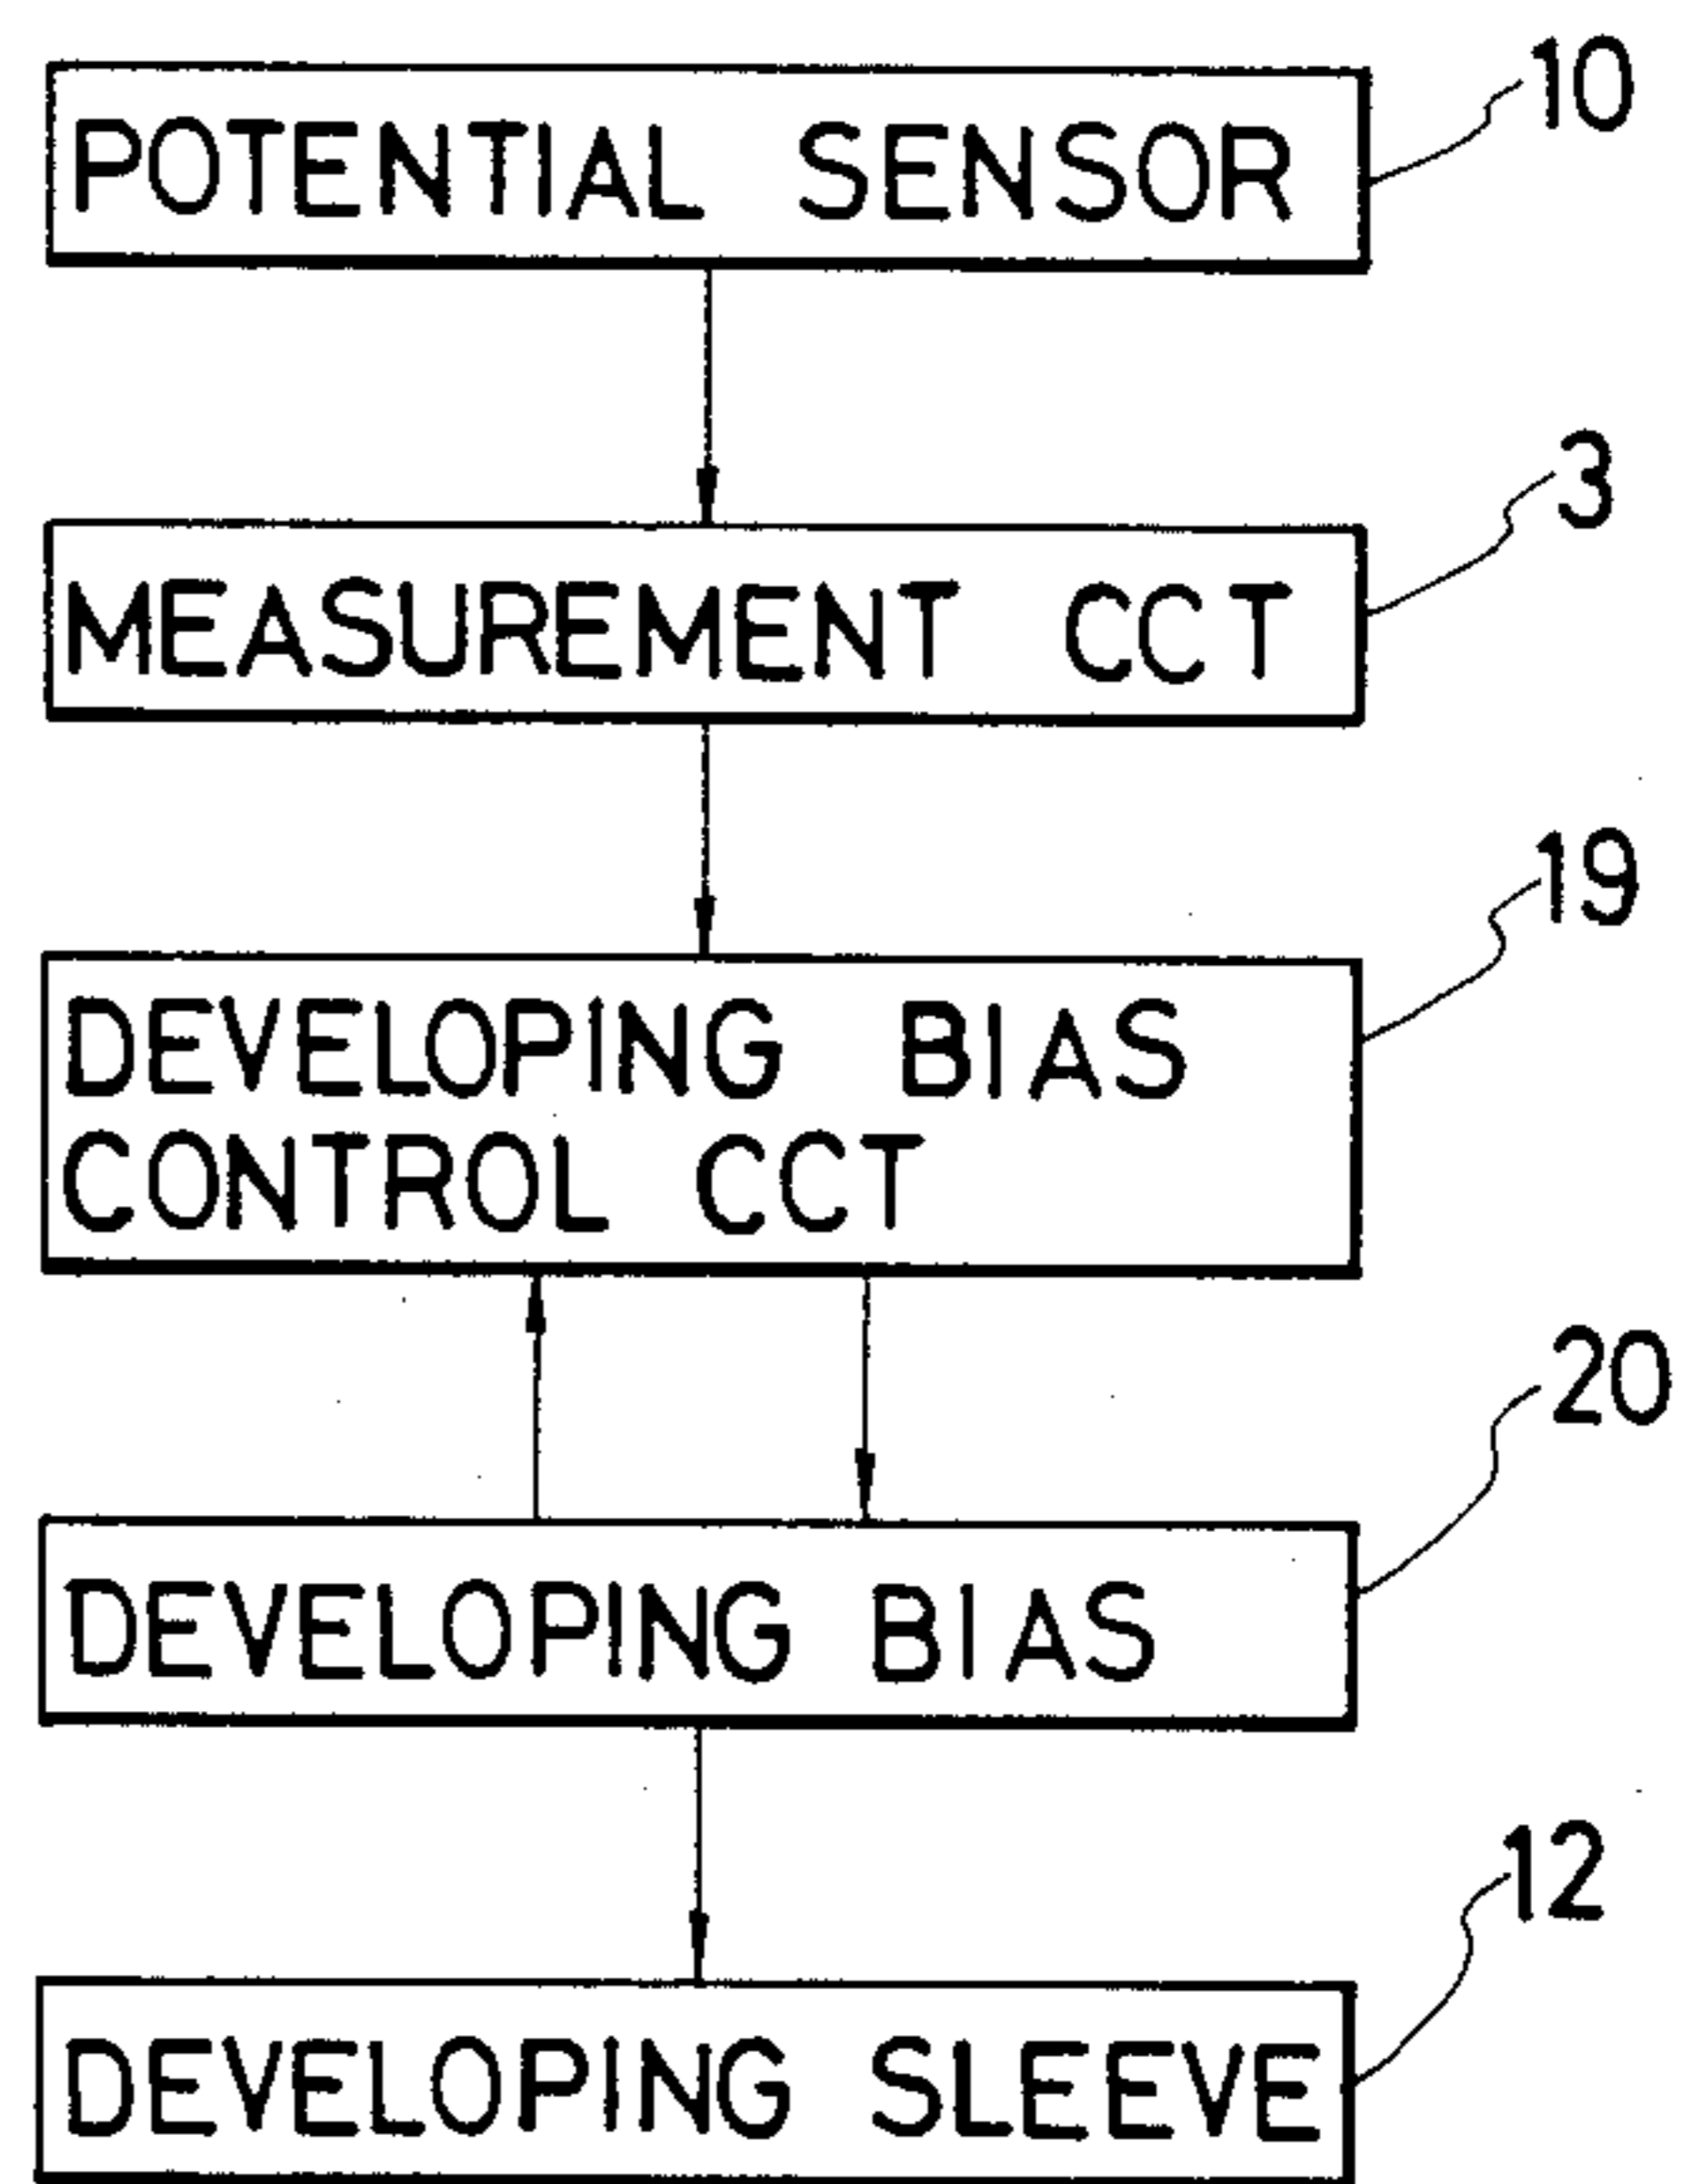 10
POTENTIAL SENSOR
3
MEASUREMENT CCT
19
DEVELOPING BIAS
CONTROL CCT
20
DEVELOPING BIAS
12
DEVELOPING SLEEVE